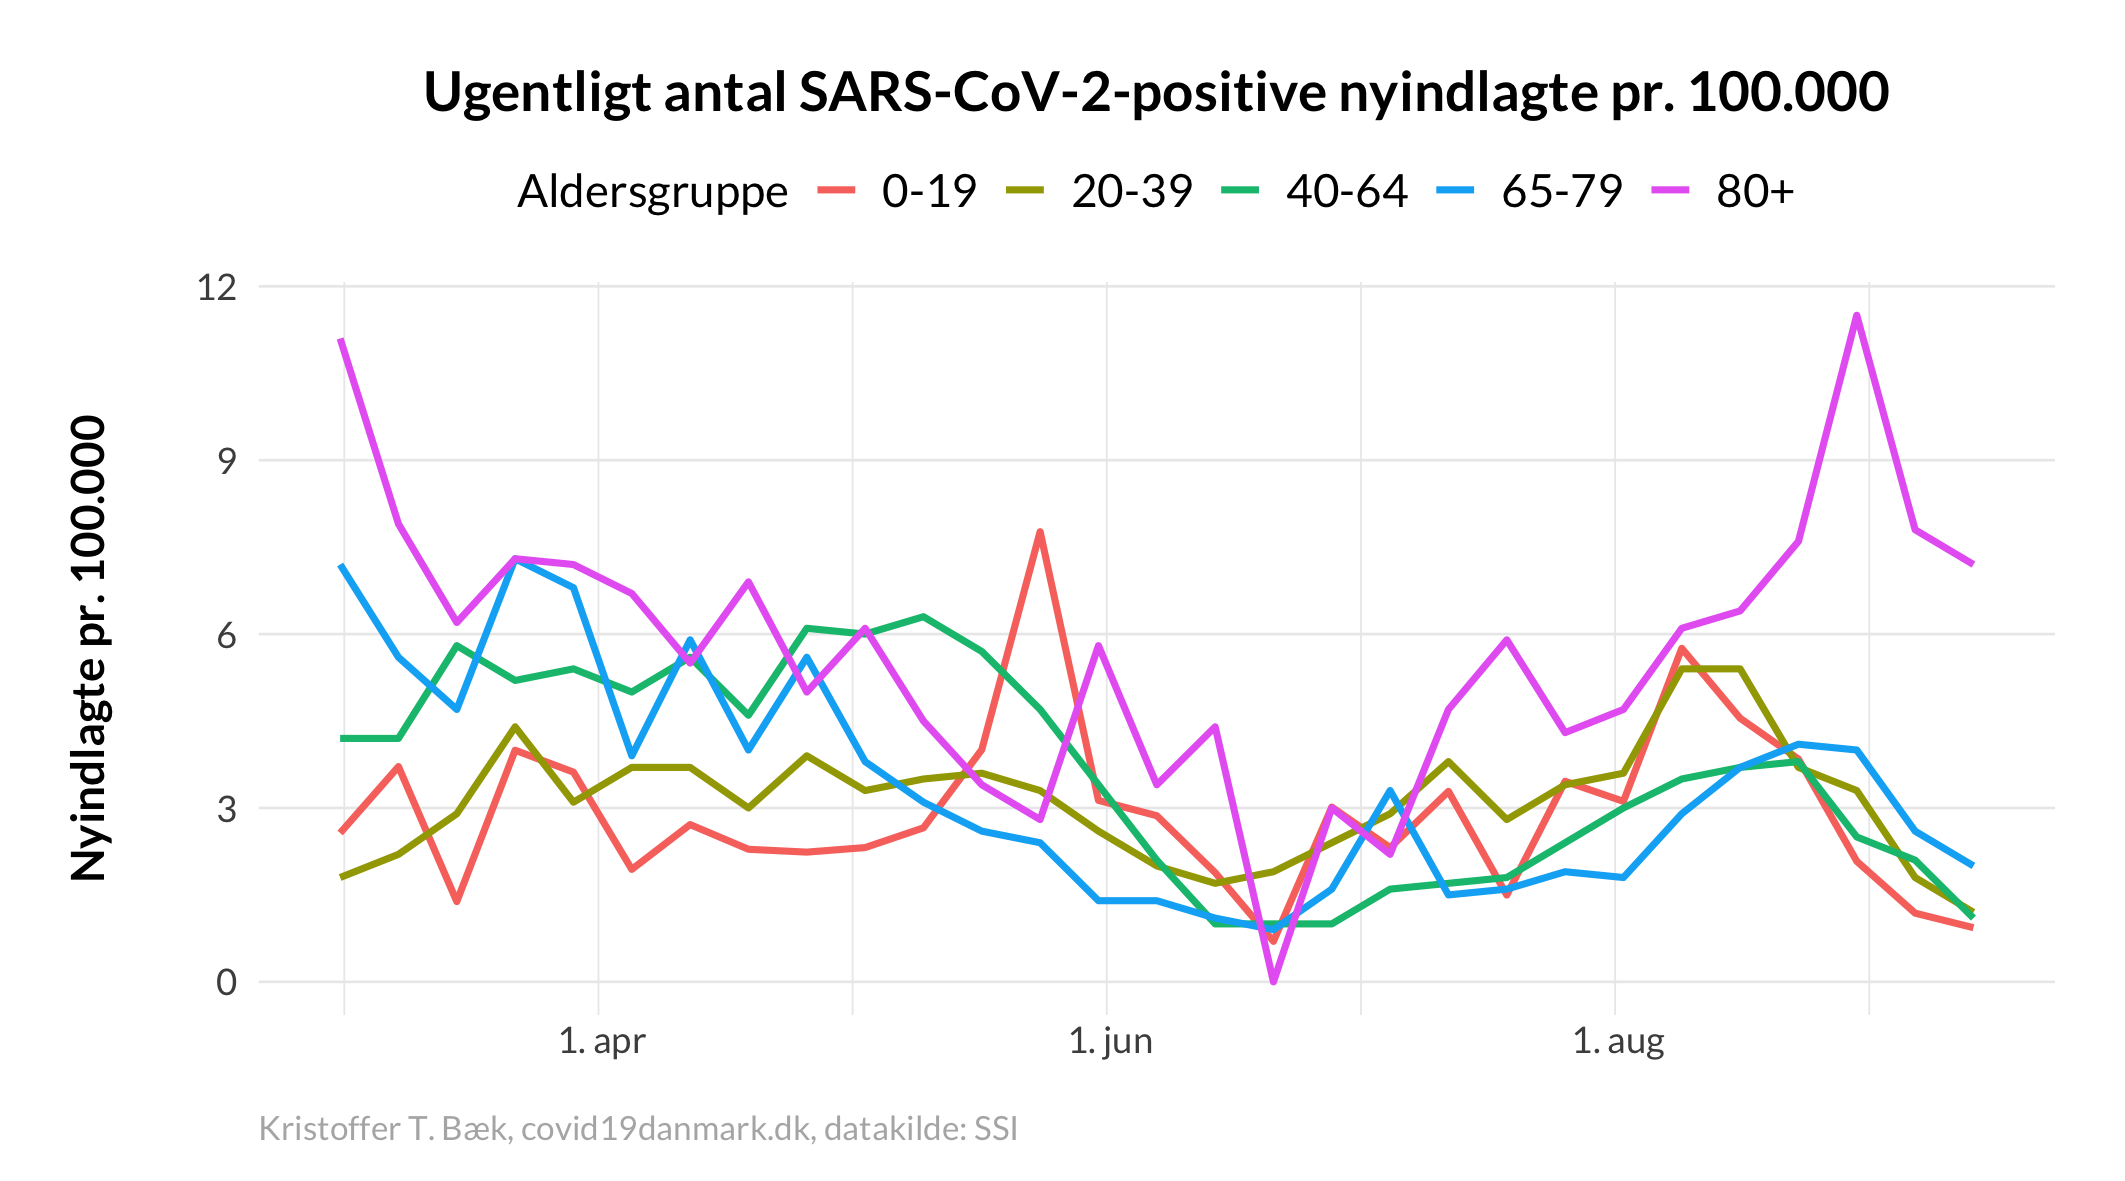 Ugentligt antal SARS-CoV-2-positive nyindlagte pr. 100.000
Aldersgruppe 0-19 20-39 40-64 65-79 80+
Nyindlagte pr. 100.000
12
9
6
3
0
1. apr 1. jun 1. aug
Kristoffer T. Bæk, covid19danmark.dk, datakilde: SSI